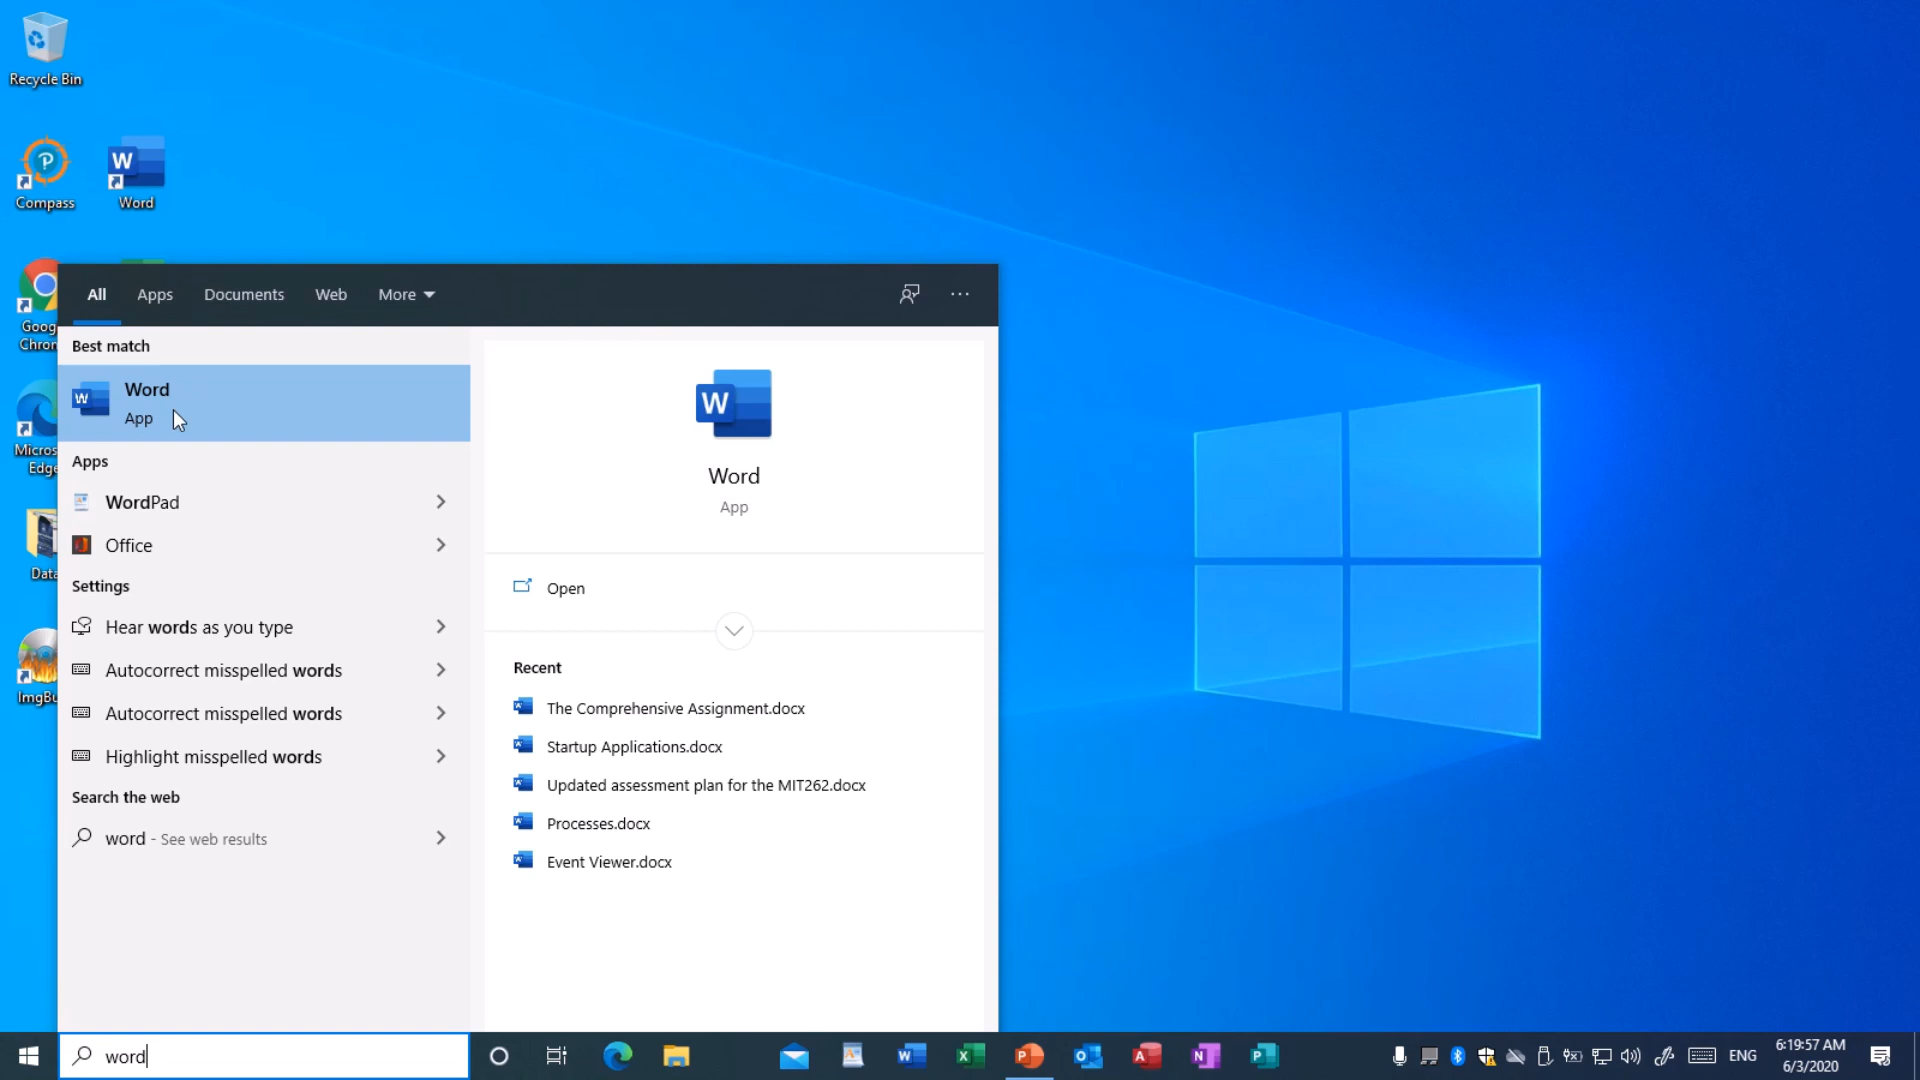 Recycle Bin
Compass
Word
Goog
Chron
Micros
Edge
Data
ImgBu
All
Apps
Documents
Web
More
Best match
Word
App
Apps
WordPad
Office
Settings
Hear words as you type
Autocorrect misspelled words
Autocorrect misspelled words
Highlight misspelled words
Search the web
word - See web results
Word
App
Open
Recent
The Comprehensive Assignment.docx
Startup Applications.docx
Updated assessment plan for the MIT262.docx
Processes.docx
Event Viewer.docx
word
ENG
6:19:57 AM
6/3/2020